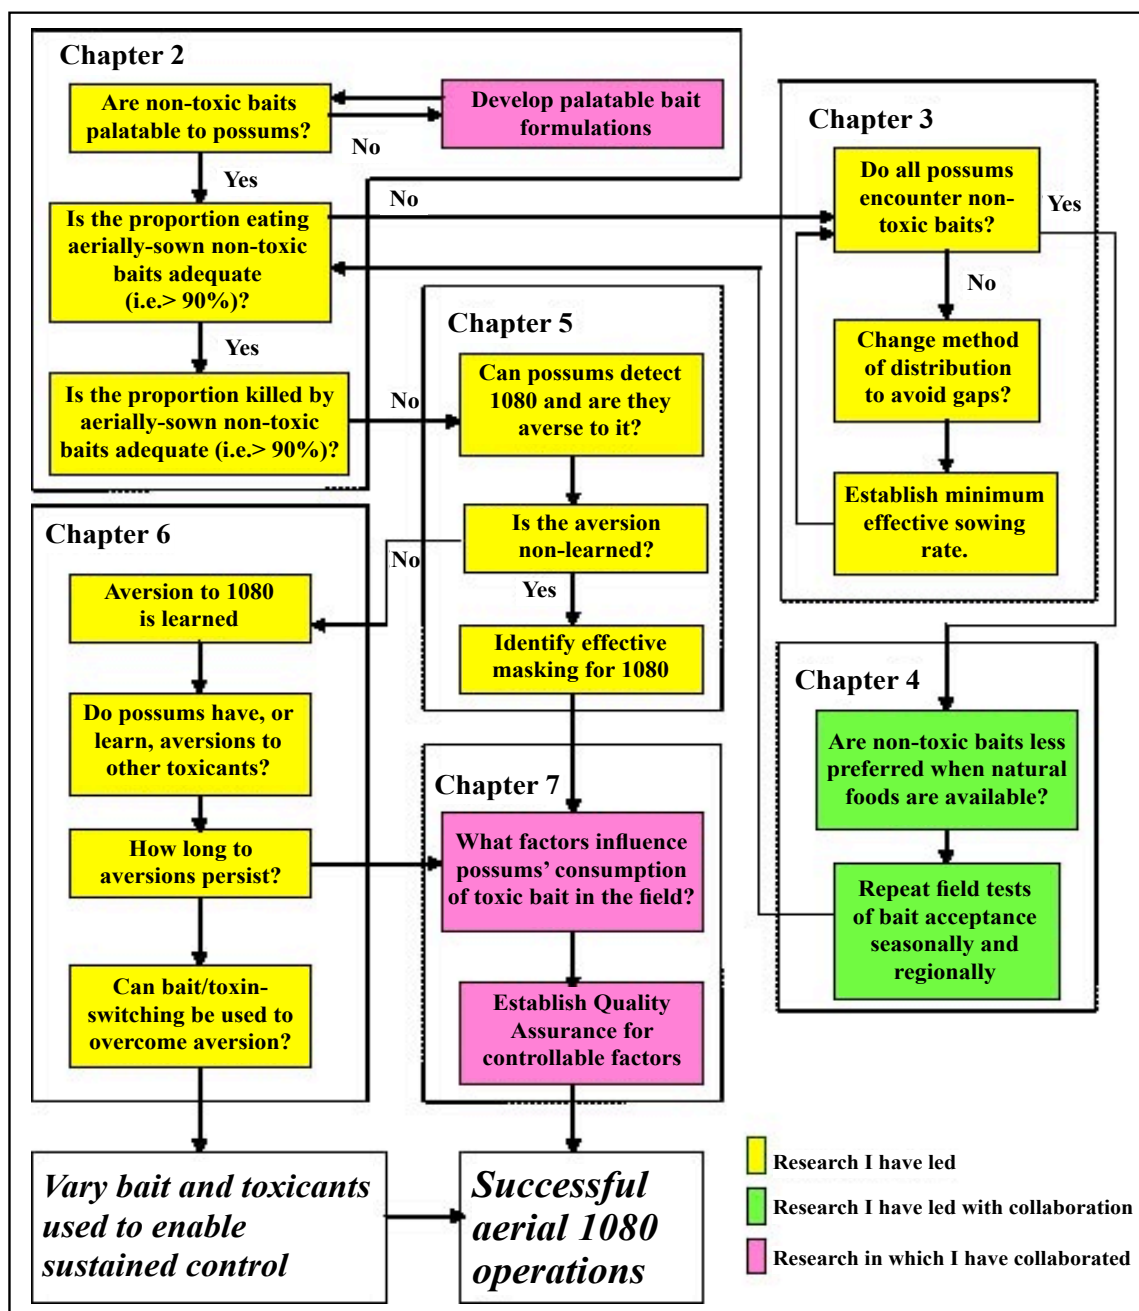 Chapter 2
Are non-toxic baits
palatable to possums?
Develop palatable bait
formulations
No
Yes
Is the proportion eating
aerially-sown non-toxic
baits adequate
(i.e.> 90%)?
No
Yes
Is the proportion killed by
aerially-sown non-toxic
baits adequate (i.e.> 90%)?
No
Chapter 3
Do all possums
encounter non-
toxic baits?
Yes
No
Change method
of distribution
to avoid gaps?
Establish minimum
effective sowing
rate.
Chapter 5
Can possums detect
1080 and are they
averse to it?
Is the aversion
non-learned?
No
Yes
Identify effective
masking for 1080
Chapter 6
Aversion to 1080
is learned
Do possums have, or
learn, aversions to
other toxicants?
How long to
aversions persist?
Can bait/toxin-
switching be used to
overcome aversion?
Chapter 7
What factors influence
possums’ consumption
of toxic bait in the field?
Establish Quality
Assurance for
controllable factors
Chapter 4
Are non-toxic baits less
preferred when natural
foods are available?
Repeat field tests
of bait acceptance
seasonally and
regionally
Vary bait and toxicants
used to enable
sustained control
Successful
aerial 1080
operations
Research I have led
Research I have led with collaboration
Research in which I have collaborated